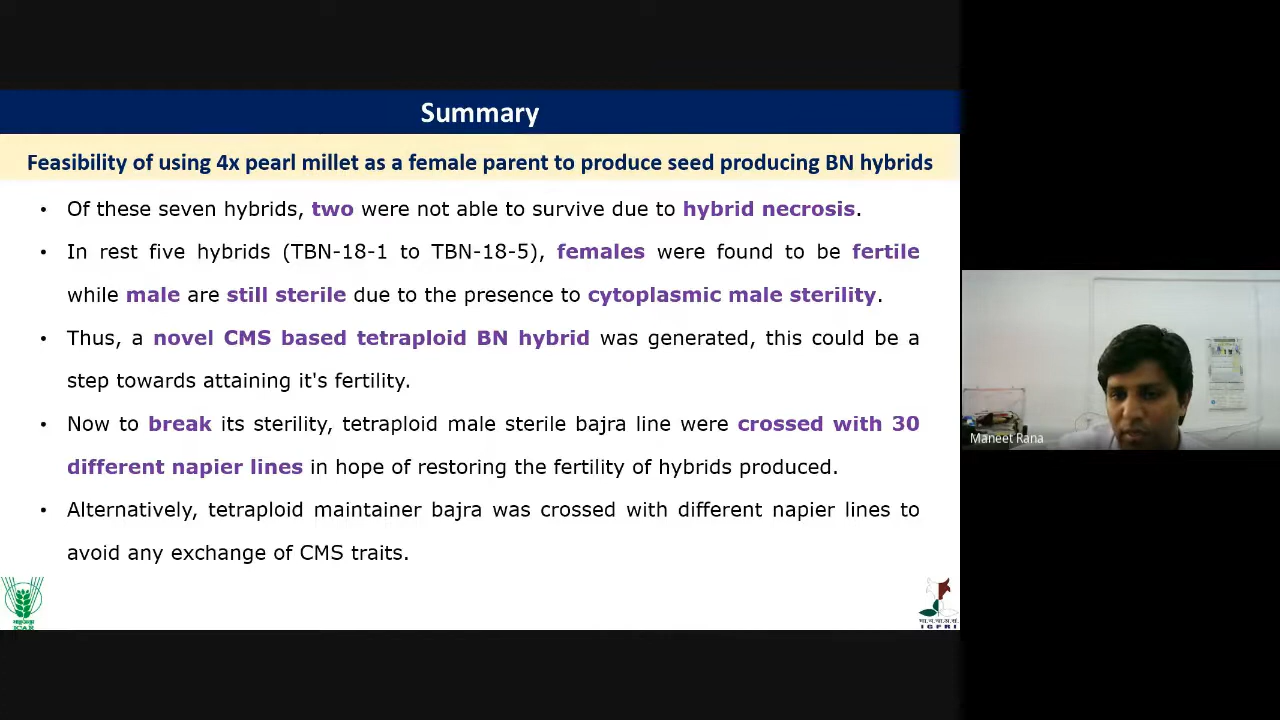 Summary
Feasibility of using 4x pearl millet as a female parent to produce seed producing BN hybrids
• Of these seven hybrids, two were not able to survive due to hybrid necrosis.
• In rest five hybrids (TBN-18-1 to TBN-18-5), females were found to be fertile
while male are still sterile due to the presence to cytoplasmic male sterility.
• Thus, a novel CMS based tetraploid BN hybrid was generated, this could be a
step towards attaining it's fertility.
• Now to break its sterility, tetraploid male sterile bajra line were crossed with 30
different napier lines in hope of restoring the fertility of hybrids produced.
• Alternatively, tetraploid maintainer bajra was crossed with different napier lines to
avoid any exchange of CMS traits.
Maneet Rana
ICAR
भा.च.चा.अ.सं.
IGFRI